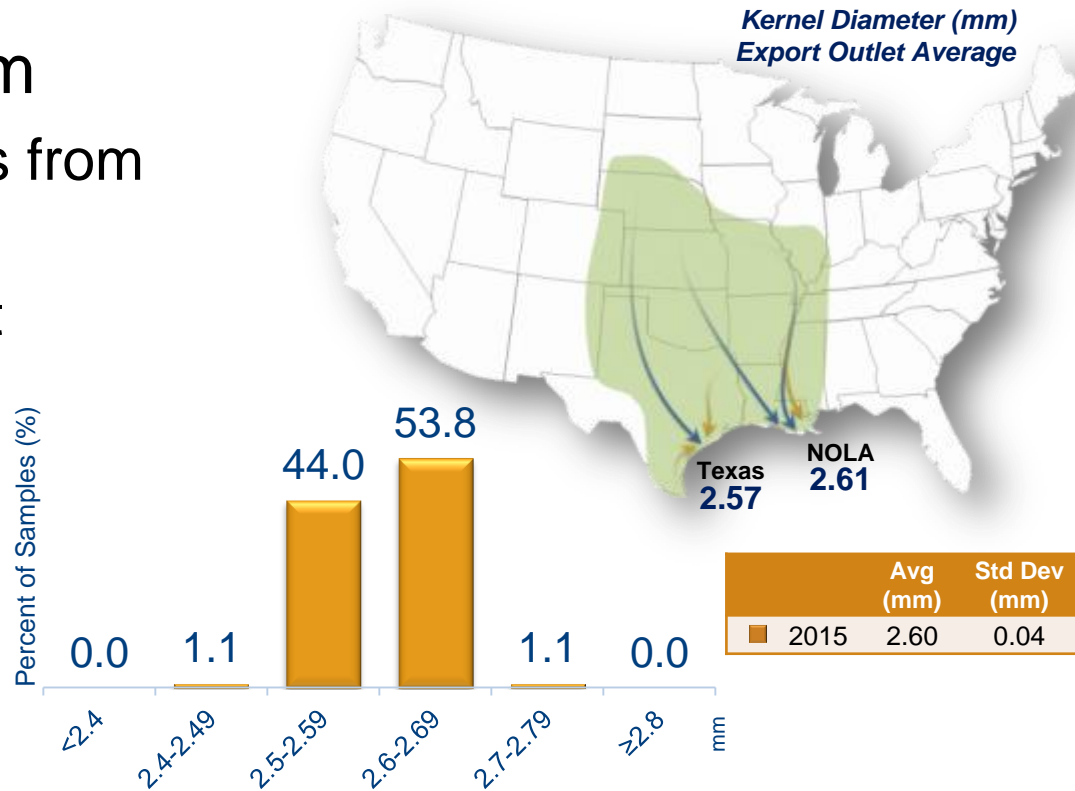 m
s from
t
Kernel Diameter (mm)
Export Outlet Average
Texas
2.57
NOLA
2.61
Percent of Samples (%)
0.0
1.1
44.0
53.8
1.1
0.0
<2.4
2.4-2.49
2.5-2.59
2.6-2.69
2.7-2.79
≥2.8
mm
Avg (mm) Std Dev (mm)
2015 2.60 0.04